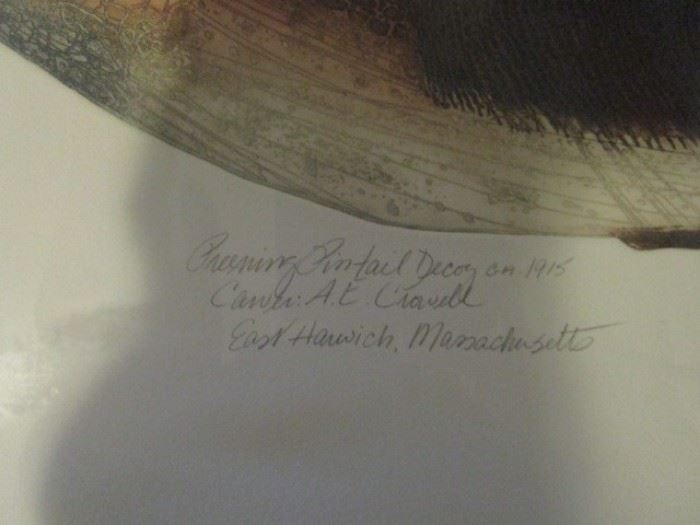 Preening Pintail Decoy ca. 1915
Carver: A.E. Crowell
East Harwich, Massachusetts